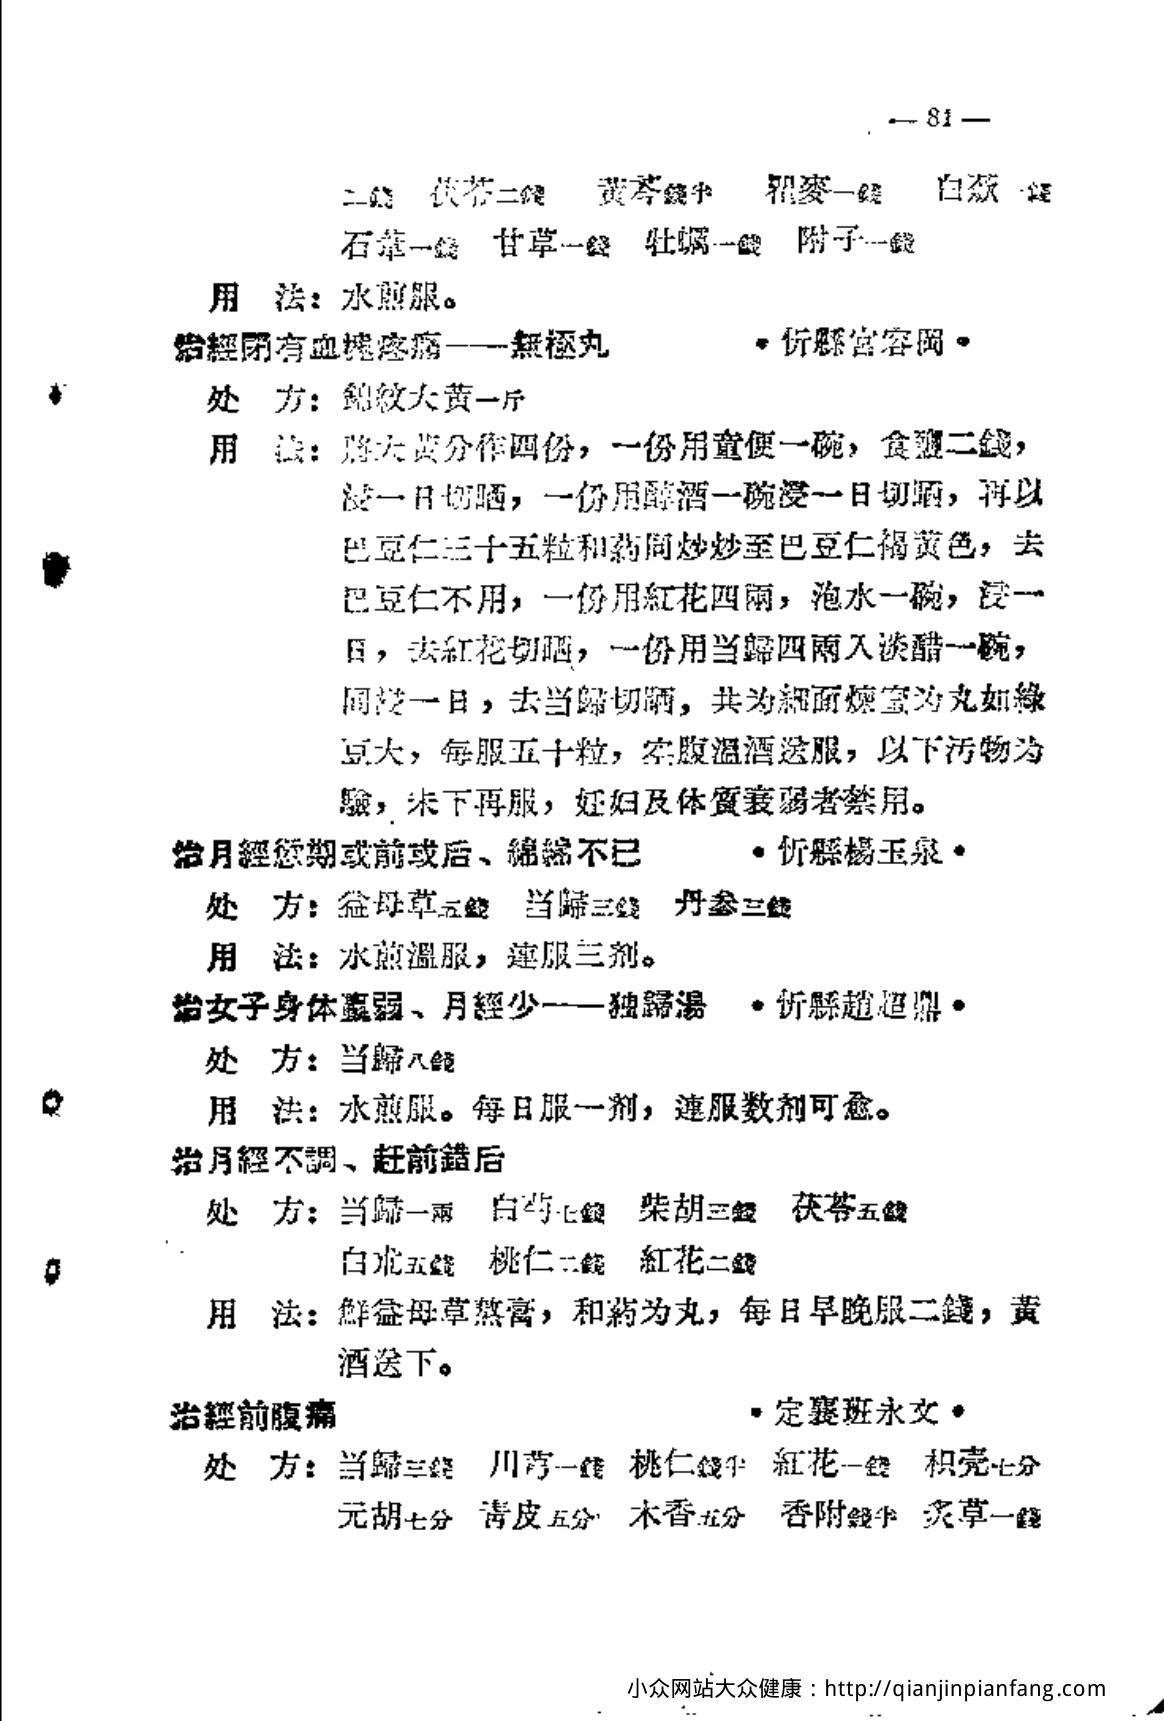 — 81 —
二錢　茯苓二錢　黃芩錢半　瞿麥一錢　白蘞一錢
石葦一錢　甘草一錢　牡蠣一錢　附子一錢
用　法：水煎服。
治經閉有血塊疼痛——無極丸　•忻縣宮容岡•
处　方：錦紋大黃一斤
用　法：將大黃分作四份，一份用童便一碗，食鹽二錢，
浸一日切晒，一份用醇酒一碗浸一日切晒，再以
巴豆仁三十五粒和葯同炒炒至巴豆仁褐黃色，去
巴豆仁不用，一份用紅花四兩，泡水一碗，浸一
日，去紅花切晒，一份用当歸四兩入淡醋一碗，
同浸一日，去当歸切晒，共为細面煉蜜为丸如綠
豆大，每服五十粒，空腹溫酒送服，以下汚物为
驗，未下再服，妊妇及体質衰弱者禁用。
治月經愆期或前或后、綿綿不已　•忻縣楊玉泉•
处　方：益母草五錢　当歸三錢　丹参三錢
用　法：水煎溫服，連服三剂。
治女子身体羸弱、月經少——独歸湯　•忻縣趙超鼎•
处　方：当歸八錢
用　法：水煎服。每日服一剂，連服数剂可愈。
治月經不調、赶前錯后
处　方：当歸一兩　白芍七錢　柴胡三錢　茯苓五錢
白朮五錢　桃仁二錢　紅花二錢
用　法：鮮益母草熬膏，和葯为丸，每日早晚服二錢，黃
酒送下。
治經前腹痛　•定襄班永文•
处　方：当歸三錢　川芎一錢　桃仁錢半　紅花一錢　枳壳七分
元胡七分　青皮五分　木香五分　香附錢半　炙草一錢
小众网站大众健康：http://qianjinpianfang.com